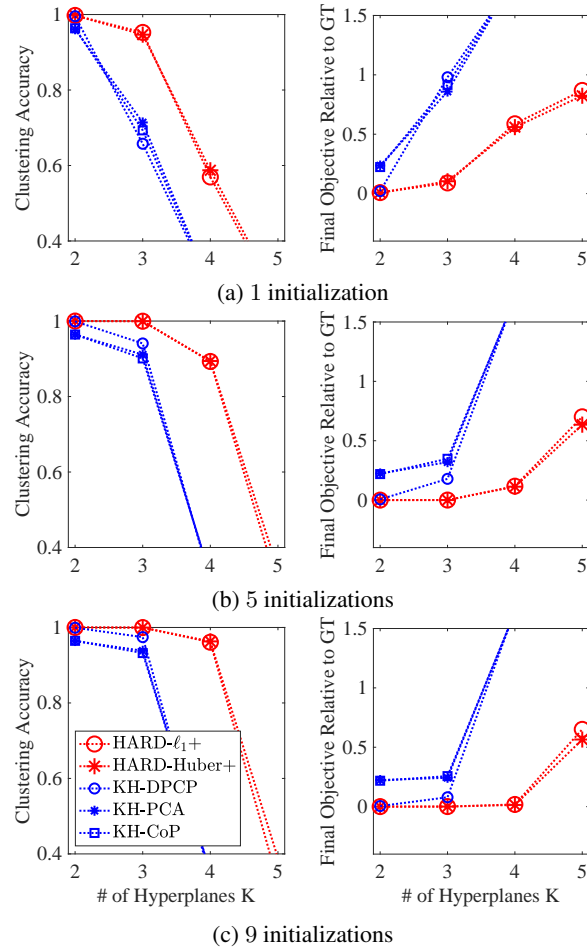 1
0.8
0.6
0.4
Clustering Accuracy
2 3 4 5
1.5
1
0.5
0
Final Objective Relative to GT
2 3 4 5
(a) 1 initialization
1
0.8
0.6
0.4
Clustering Accuracy
2 3 4 5
1.5
1
0.5
0
Final Objective Relative to GT
2 3 4 5
(b) 5 initializations
1
0.8
0.6
0.4
Clustering Accuracy
HARD-ℓ₁+
HARD-Huber+
KH-DPCP
KH-PCA
KH-CoP
2 3 4 5
# of Hyperplanes K
1.5
1
0.5
0
Final Objective Relative to GT
2 3 4 5
# of Hyperplanes K
(c) 9 initializations